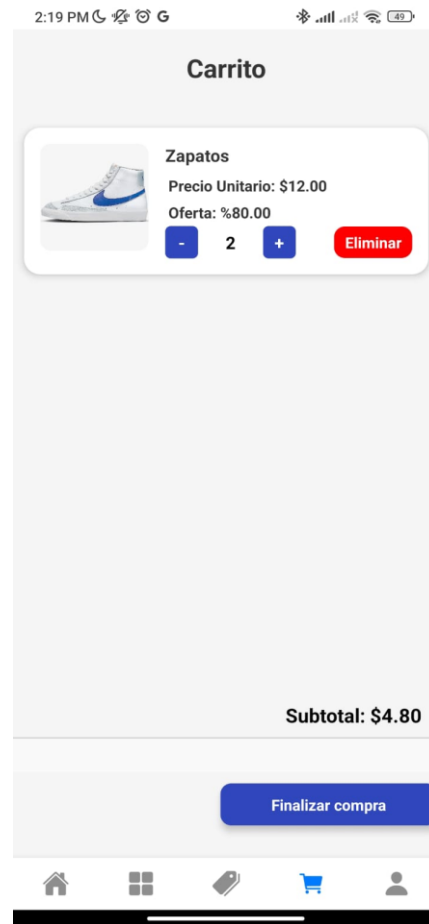 2:19 PM G 49
Carrito
Zapatos
Precio Unitario: $12.00
Oferta: %80.00
- 2 + Eliminar
Subtotal: $4.80
Finalizar compra